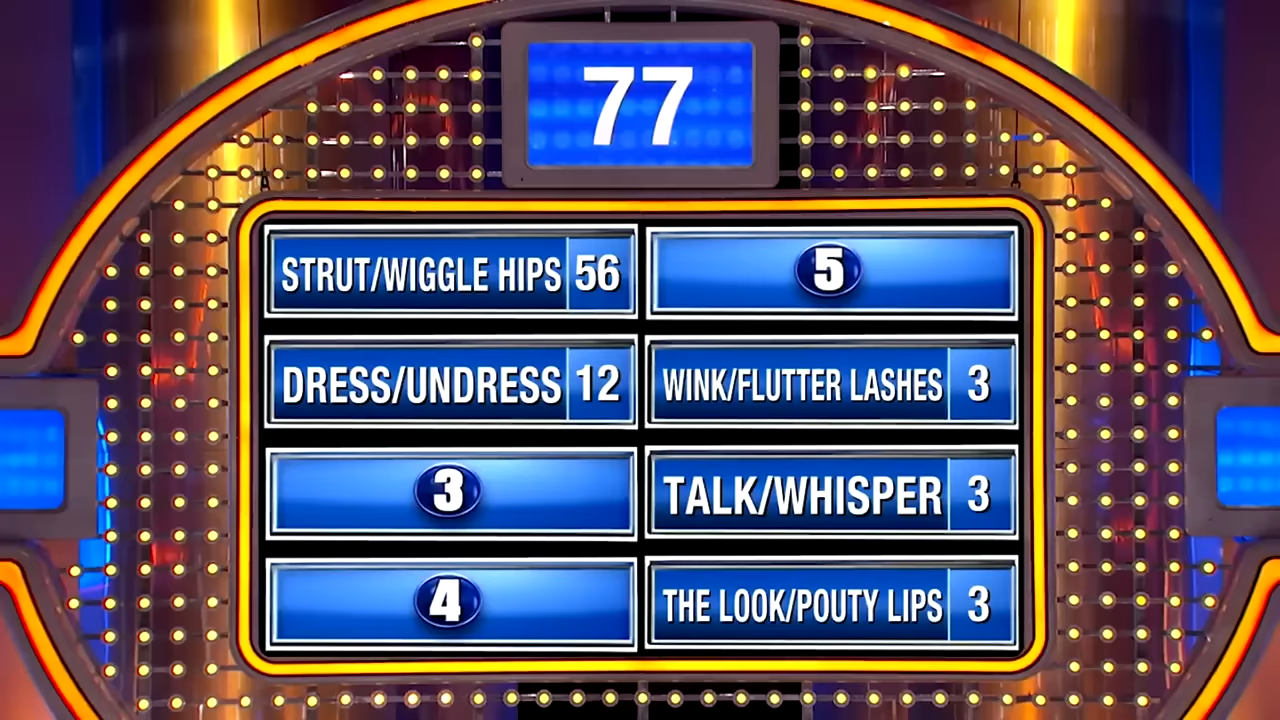 77
STRUT/WIGGLE HIPS 56
DRESS/UNDRESS 12
3
4
5
WINK/FLUTTER LASHES 3
TALK/WHISPER 3
THE LOOK/POUTY LIPS 3